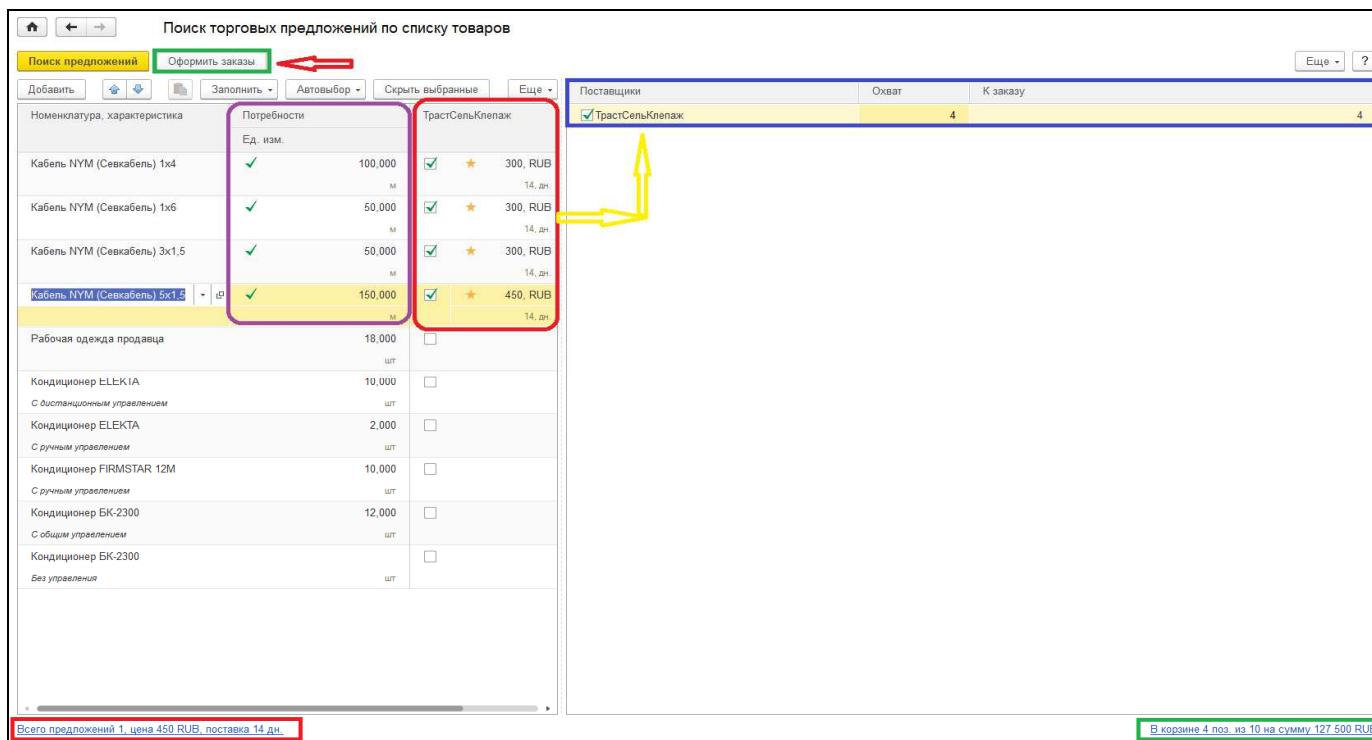 Поиск торговых предложений по списку товаров
Поиск предложений Оформить заказы Еще ?
Добавить Заполнить Автовыбор Скрыть выбранные Еще
Номенклатура, характеристика Потребности ТрастСельКлепаж
Ед. изм.
Кабель NYM (Севкабель) 1x4 100,000 300, RUB
м 14, дн.
Кабель NYM (Севкабель) 1x6 50,000 300, RUB
м 14, дн.
Кабель NYM (Севкабель) 3x1,5 50,000 300, RUB
м 14, дн.
Кабель NYM (Севкабель) 5x1,5 150,000 450, RUB
м 14, дн.
Рабочая одежда продавца 18,000
шт
Кондиционер ELEKTA 10,000
С дистанционным управлением шт
Кондиционер ELEKTA 2,000
С ручным управлением шт
Кондиционер FIRMSTAR 12М 10,000
С ручным управлением шт
Кондиционер БК-2300 12,000
С общим управлением шт
Кондиционер БК-2300
Без управления шт
Поставщики Охват К заказу
ТрастСельКлепаж 4 4
Всего предложений 1, цена 450 RUB, поставка 14 дн.
В корзине 4 поз. из 10 на сумму 127 500 RUB